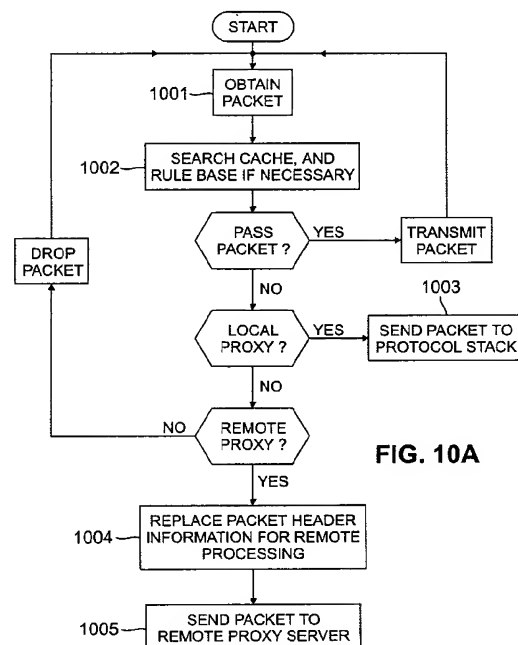 START
1001
OBTAIN
PACKET
1002
SEARCH CACHE, AND
RULE BASE IF NECESSARY
PASS
PACKET ?
YES
TRANSMIT
PACKET
DROP
PACKET
NO
1003
LOCAL
PROXY ?
YES
SEND PACKET TO
PROTOCOL STACK
NO
NO
REMOTE
PROXY ?
FIG. 10A
YES
1004
REPLACE PACKET HEADER
INFORMATION FOR REMOTE
PROCESSING
1005
SEND PACKET TO
REMOTE PROXY SERVER